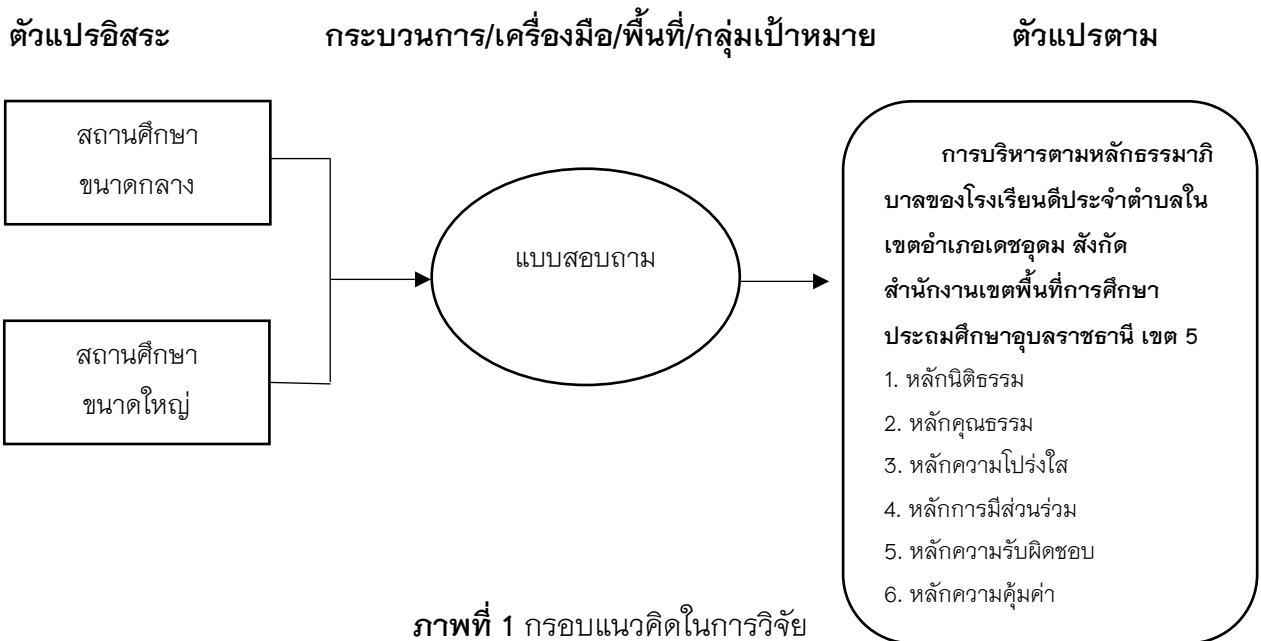 ตัวแปรอิสระ
กระบวนการ/เครื่องมือ/พื้นที่/กลุ่มเป้าหมาย
ตัวแปรตาม
สถานศึกษา
ขนาดกลาง
สถานศึกษา
ขนาดใหญ่
แบบสอบถาม
การบริหารตามหลักธรรมาภิ
บาลของโรงเรียนดีประจำตำบลใน
เขตอำเภอเดชอุดม สังกัด
สำนักงานเขตพื้นที่การศึกษา
ประถมศึกษาอุบลราชธานี เขต 5
1. หลักนิติธรรม
2. หลักคุณธรรม
3. หลักความโปร่งใส
4. หลักการมีส่วนร่วม
5. หลักความรับผิดชอบ
6. หลักความคุ้มค่า
ภาพที่ 1 กรอบแนวคิดในการวิจัย